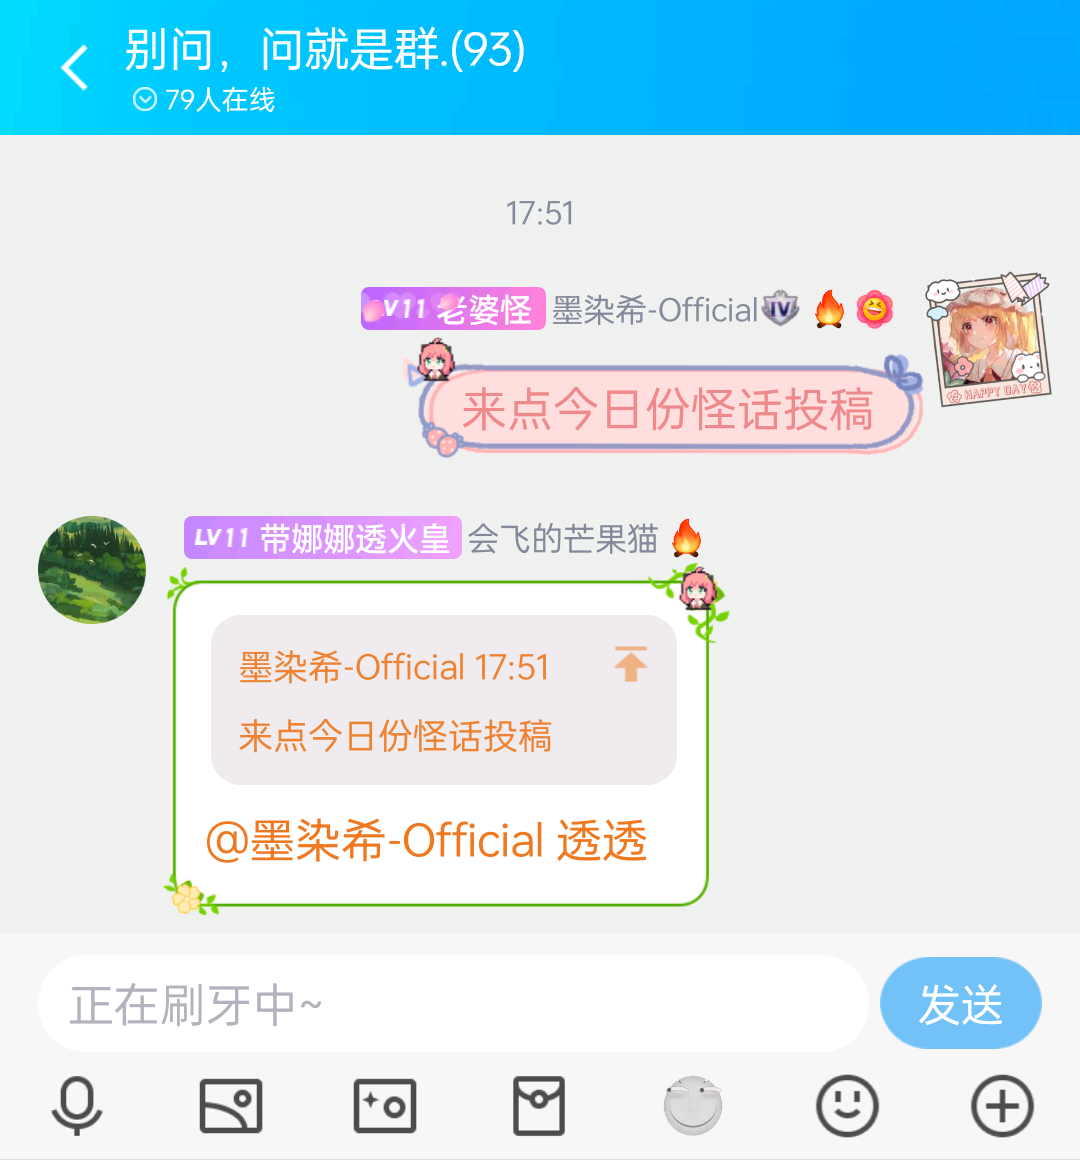 别问，问就是群.(93)
79人在线
17:51
LV11 老婆怪 墨染希-Official IV
来点今日份怪话投稿
HAPPY DAY
LV11 带娜娜透火皇 会飞的芒果猫
墨染希-Official 17:51
来点今日份怪话投稿
@墨染希-Official 透透
正在刷牙中~
发送